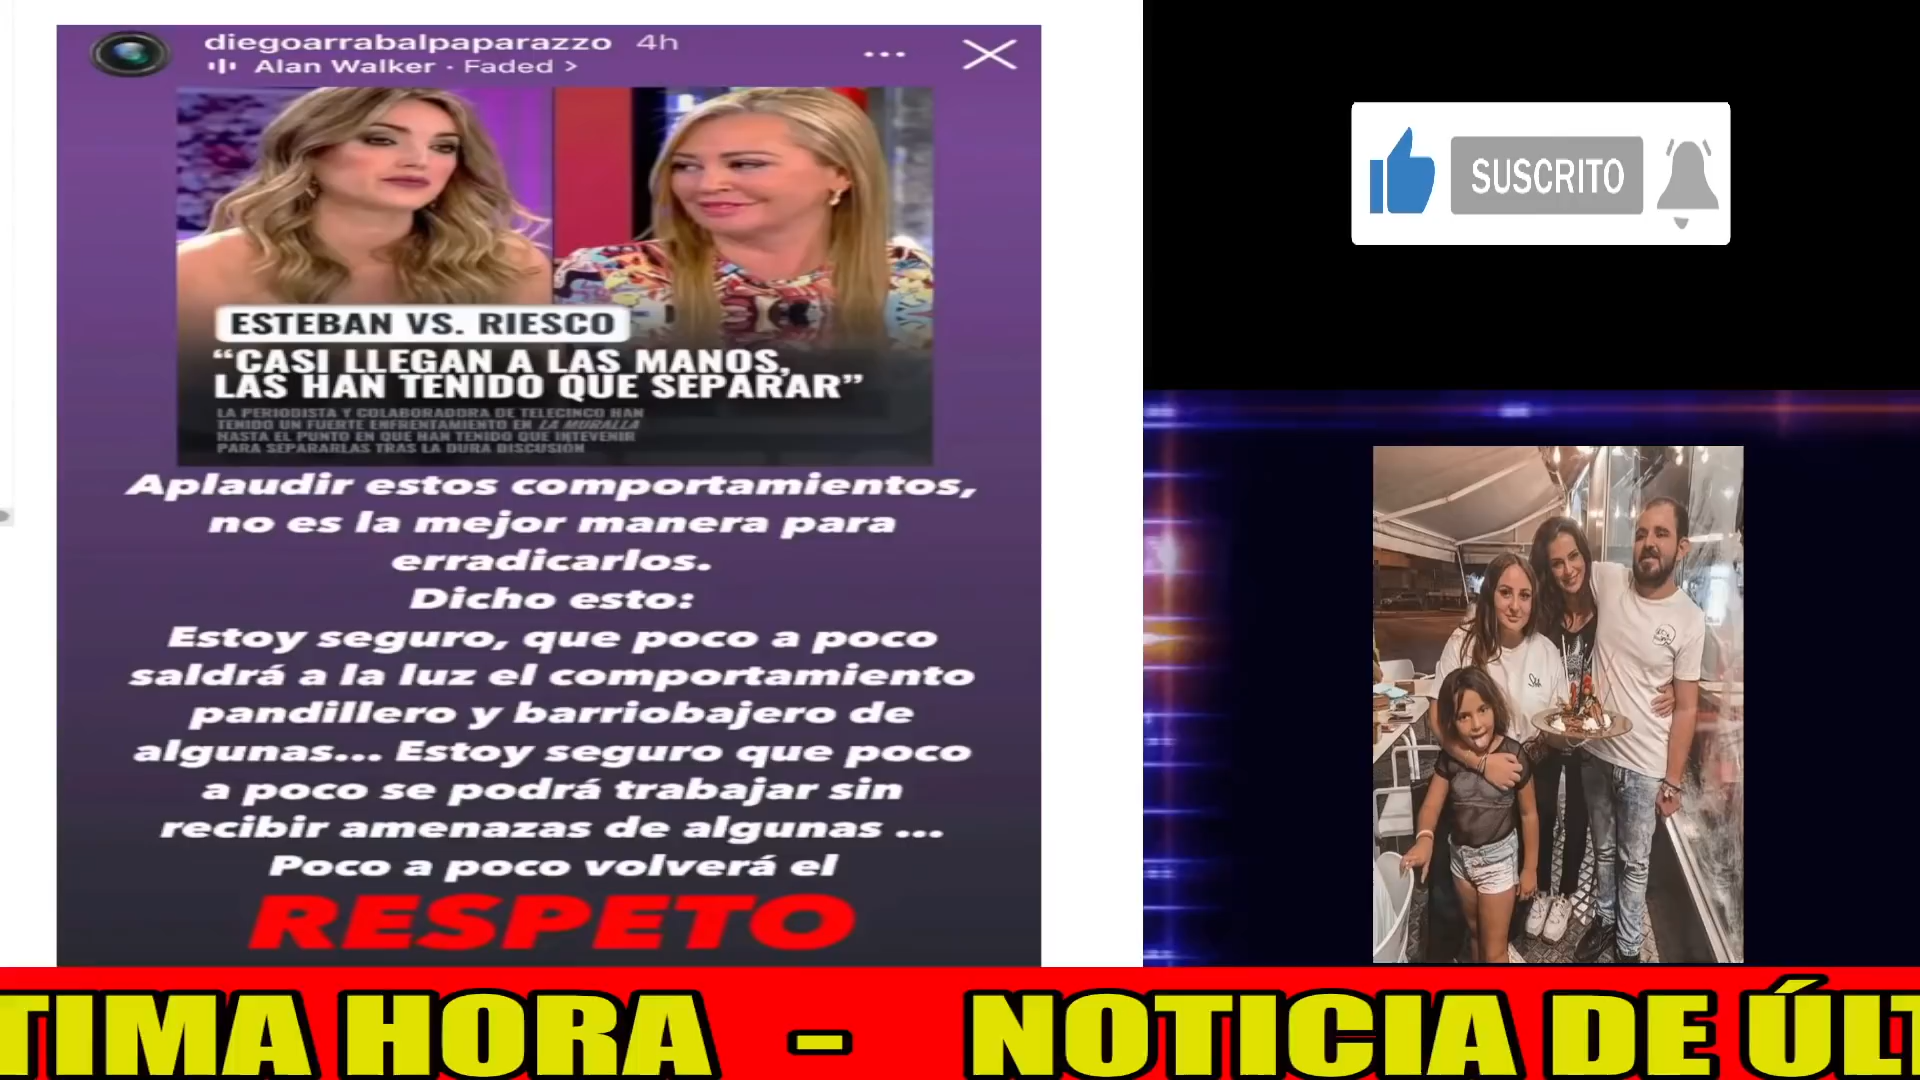 diegoarrabalpaparazzo 4h
Alan Walker · Faded >
ESTEBAN VS. RIESCO
“CASI LLEGAN A LAS MANOS,
LAS HAN TENIDO QUE SEPARAR”
LA PERIODISTA Y COLABORADORA DE TELECINCO HAN
TENIDO UN FUERTE ENFRENTAMIENTO EN LA MURALLA
HASTA EL PUNTO EN QUE HAN TENIDO QUE INTEVENIR
PARA SEPARARLAS TRAS LA DURA DISCUSIÓN
Aplaudir estos comportamientos,
no es la mejor manera para
erradicarlos.
Dicho esto:
Estoy seguro, que poco a poco
saldrá a la luz el comportamiento
pandillero y barriobajero de
algunas... Estoy seguro que poco
a poco se podrá trabajar sin
recibir amenazas de algunas ...
Poco a poco volverá el
RESPETO
SUSCRITO
TIMA HORA - NOTICIA DE ÚLT